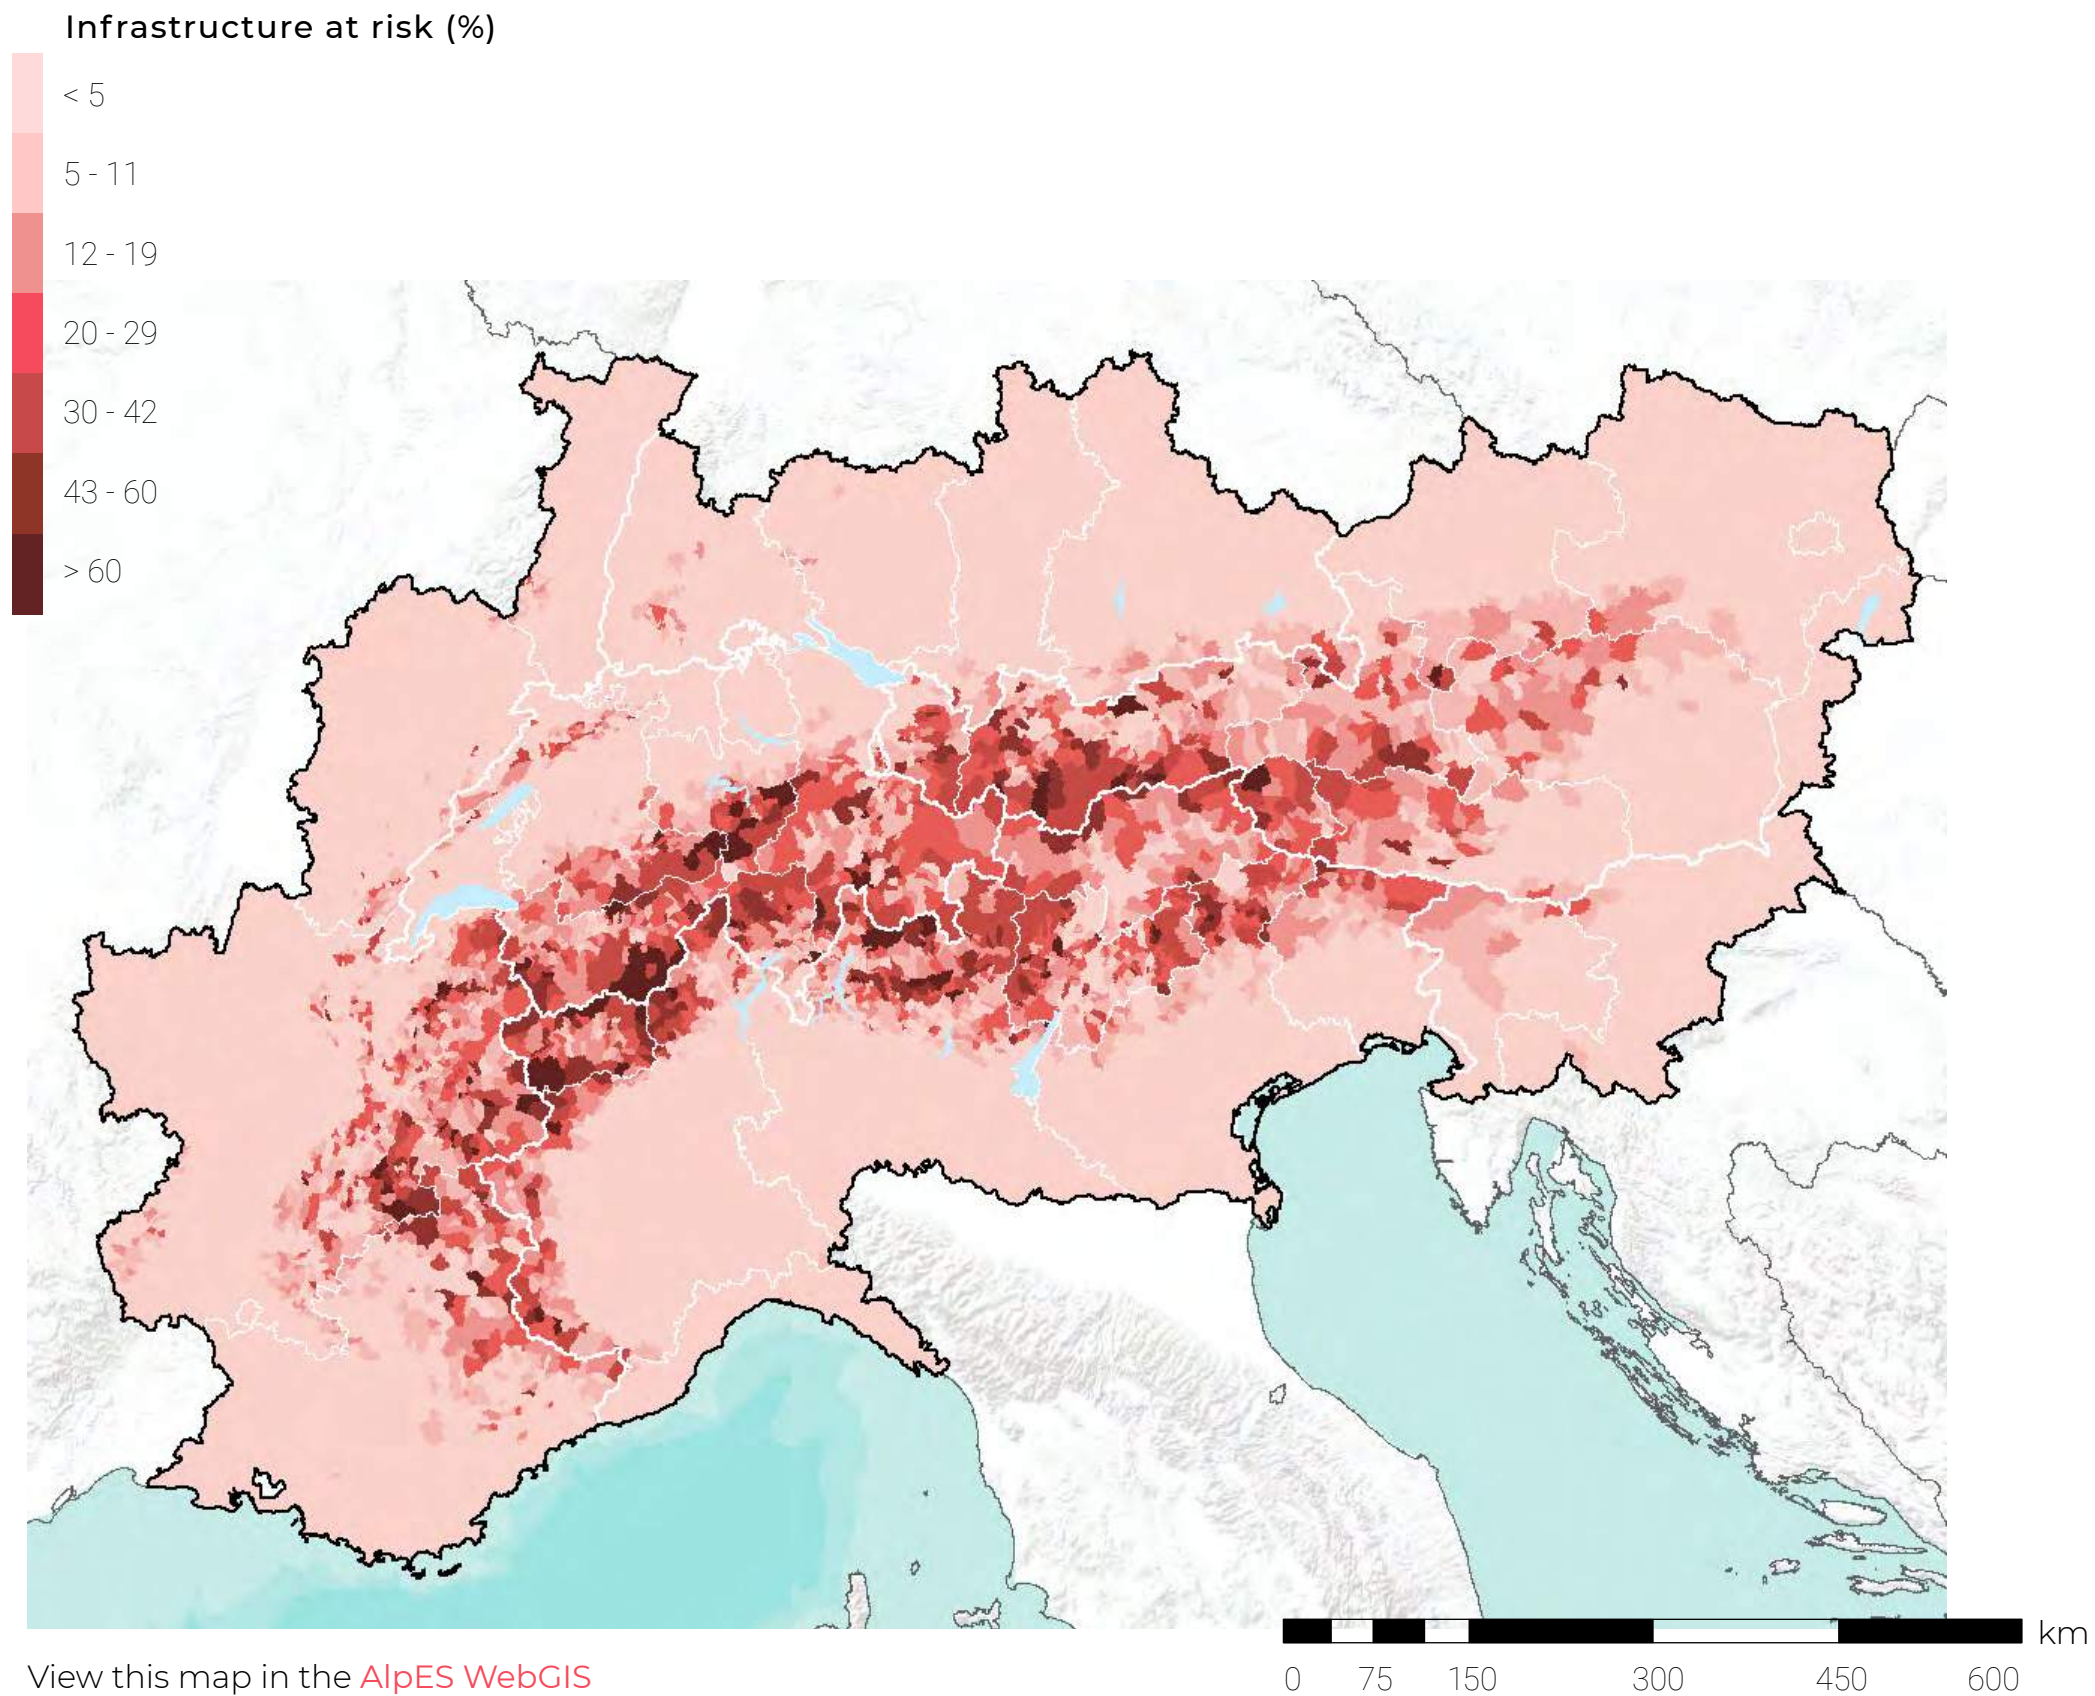 Infrastructure at risk (%)
< 5
5 - 11
12 - 19
20 - 29
30 - 42
43 - 60
> 60
km
0 75 150 300 450 600
View this map in the AlpES WebGIS